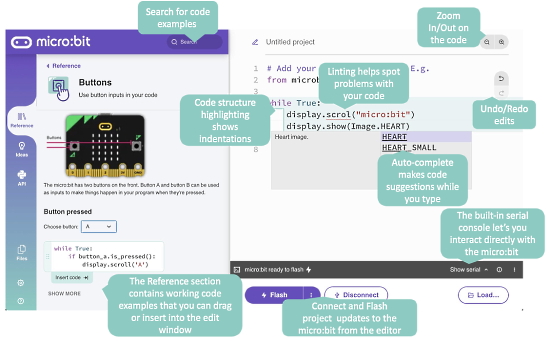 Search for code
examples
micro:bit
Search
Reference
Buttons
Use button inputs in your code
Reference
Ideas
API
Files
Buttons
The micro:bit has two buttons on the front. Button A and button B can be used
as inputs to make things happen in your program when they're pressed.
Button pressed
Choose button: A
while True:
if button_a.is_pressed():
display.scroll('A')
Insert code
SHOW MORE
The Reference section
contains working code
examples that you can drag
or insert into the edit
window
Untitled project
Zoom
In/Out on
the code
1 # Add your E.g.
2 from microb
while True:
display.scrol("micro:bit")
display.show(Image.HEART)
8
Heart image.
HEART
HEART_SMALL
Linting helps spot
problems with your
code
Code structure
highlighting
shows
indentations
Undo/Redo
edits
Auto-complete
makes code
suggestions while
you type
The built-in serial
console let's you
interact directly with
the micro:bit
micro:bit ready to flash
Show serial
Flash
Disconnect
Load...
Connect and Flash
project updates to the
micro:bit from the editor